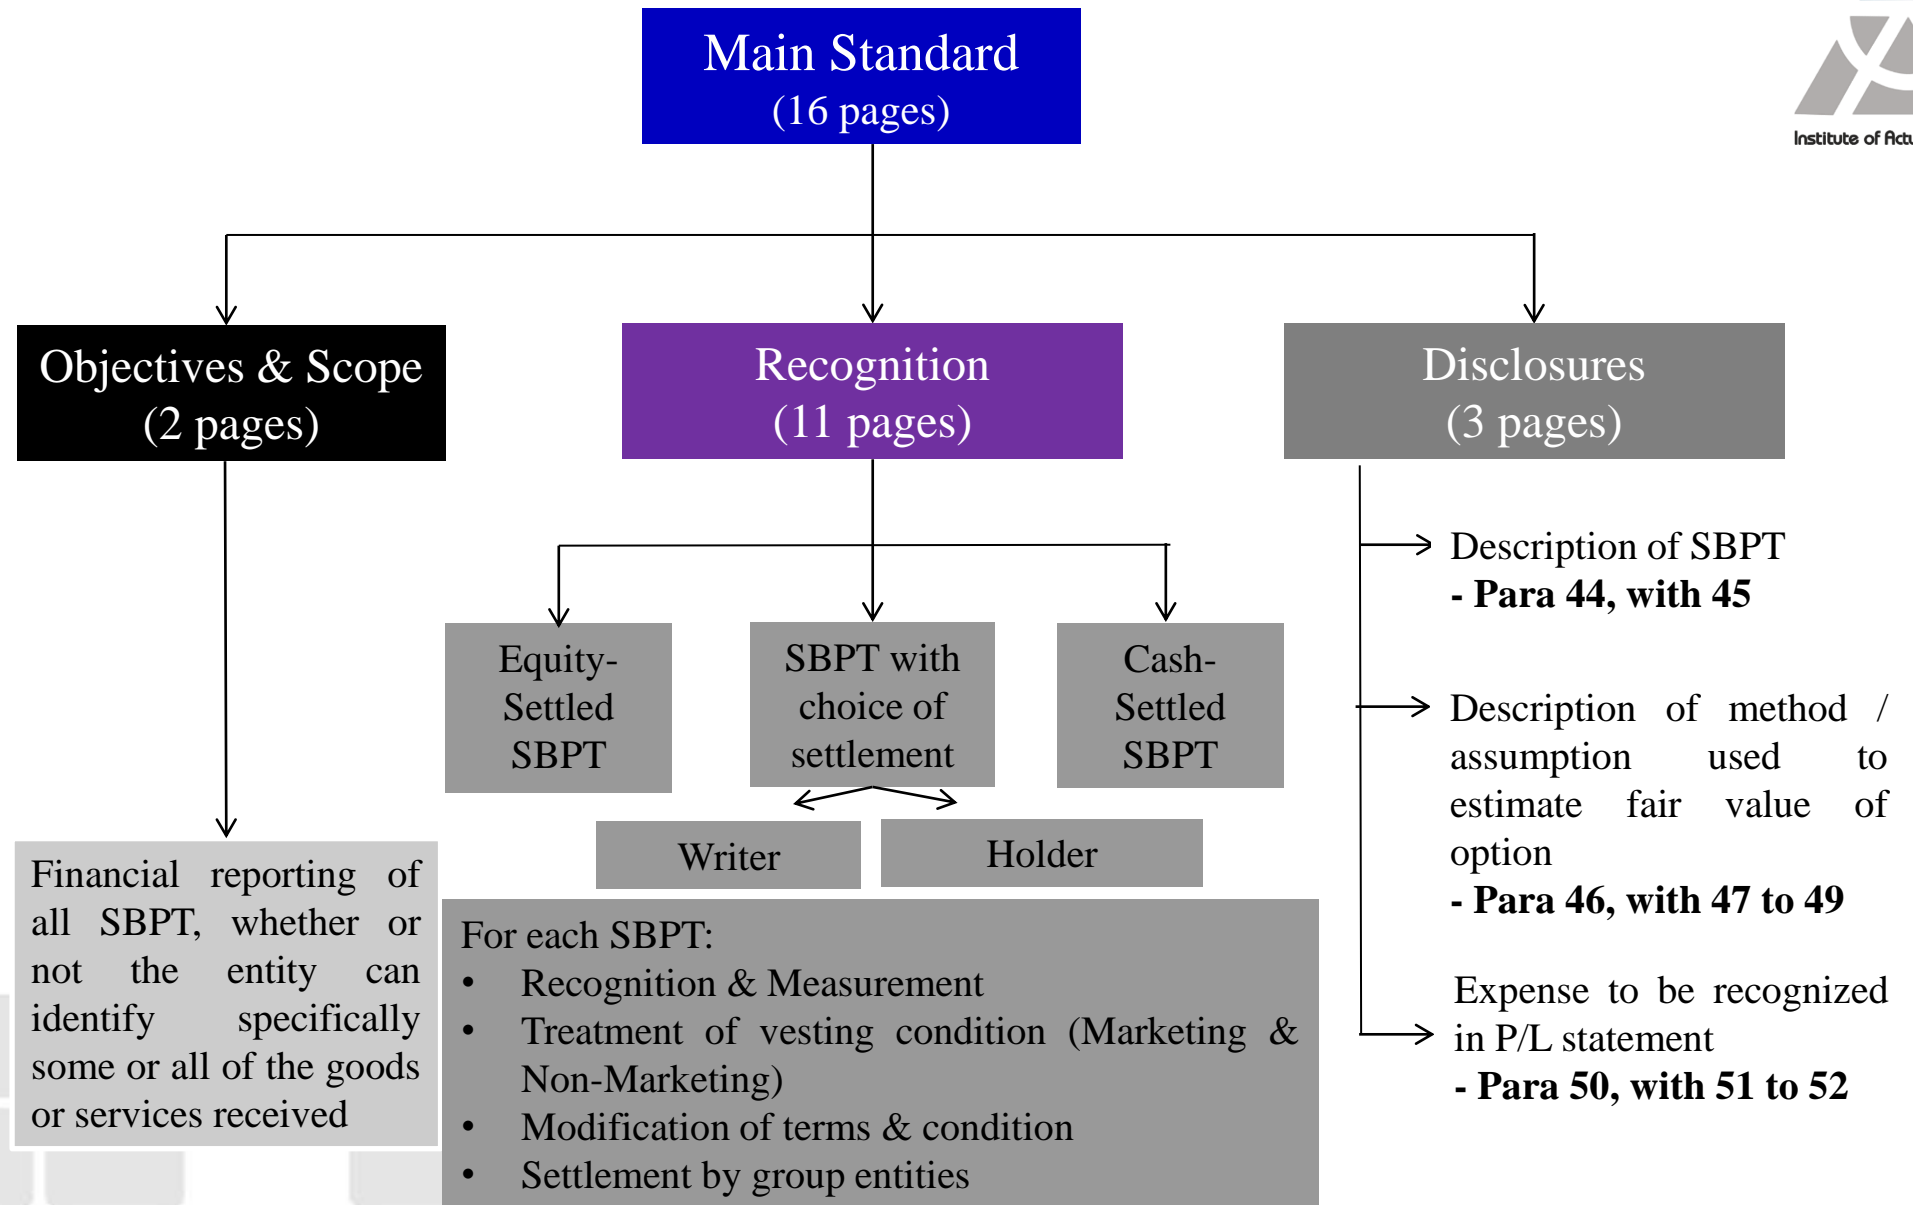 Main Standard
(16 pages)
Institute of
Objectives & Scope
(2 pages)
Recognition
(11 pages)
Disclosures
(3 pages)
Equity-
Settled
SBPT
SBPT with
choice of
settlement
Cash-
Settled
SBPT
Writer
Holder
Financial reporting of
all SBPT, whether or
not the entity can
identify specifically
some or all of the goods
or services received
For each SBPT:
• Recognition & Measurement
• Treatment of vesting condition (Marketing &
Non-Marketing)
• Modification of terms & condition
• Settlement by group entities
Description of SBPT
- Para 44, with 45
Description of method /
assumption used to
estimate fair value of
option
- Para 46, with 47 to 49
Expense to be recognized
in P/L statement
- Para 50, with 51 to 52